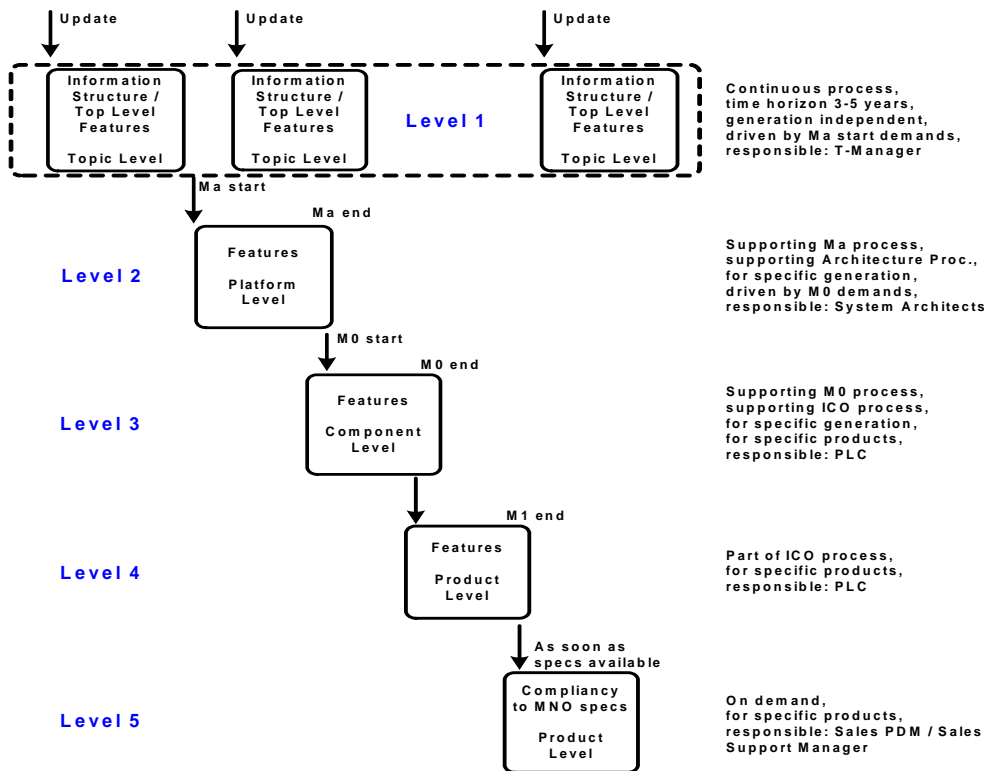 Update
Update
Update
Information
Structure /
Top Level
Features
Topic Level
Information
Structure /
Top Level
Features
Topic Level
Level 1
Information
Structure /
Top Level
Features
Topic Level
Continuous process,
time horizon 3-5 years,
generation independent,
driven by Ma start demands,
responsible: T-Manager
Ma start
Ma end
Level 2
Features
Platform
Level
Supporting Ma process,
supporting Architecture Proc.,
for specific generation,
driven by M0 demands,
responsible: System Architects
M0 start
M0 end
Level 3
Features
Component
Level
Supporting M0 process,
supporting ICO process,
for specific generation,
for specific products,
responsible: PLC
M1 end
Level 4
Features
Product
Level
Part of ICO process,
for specific products,
responsible: PLC
As soon as
specs available
Level 5
Compliancy
to MNO specs
Product
Level
On demand,
for specific products,
responsible: Sales PDM / Sales
Support Manager